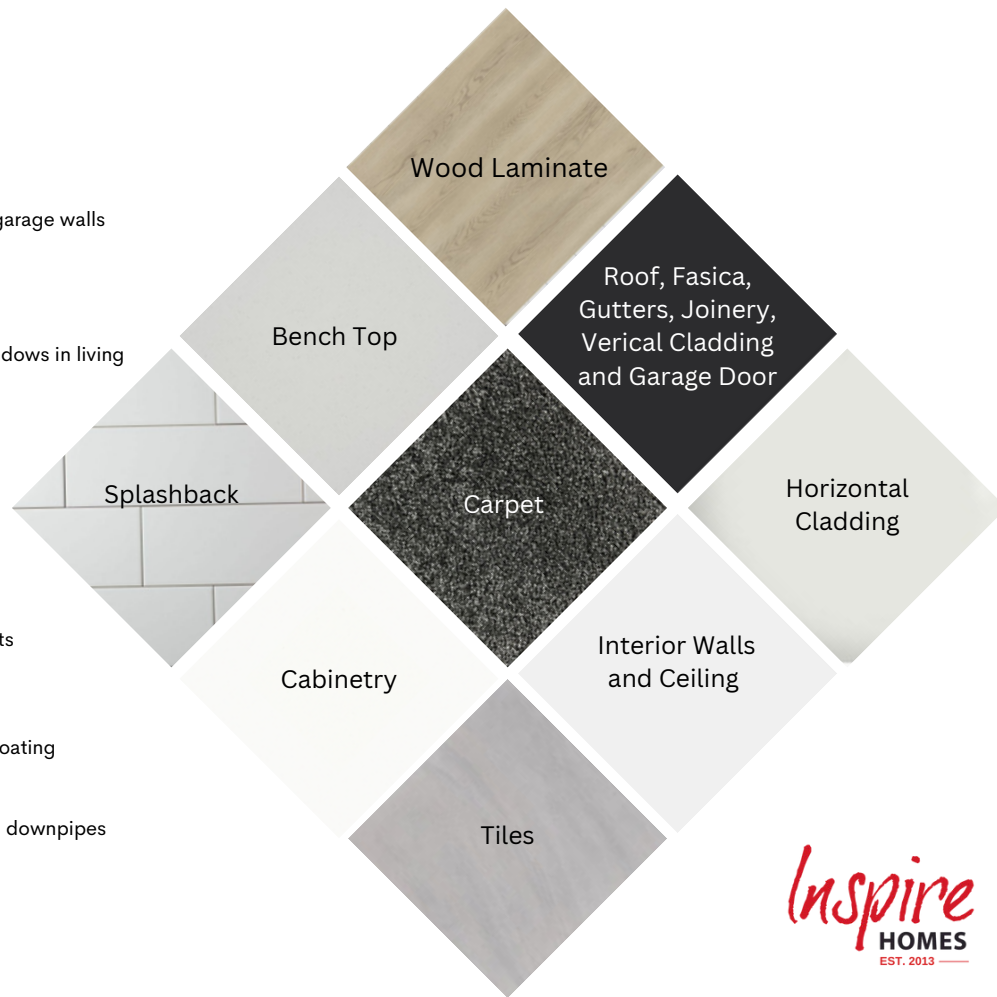 Wood Laminate
garage walls
Roof, Fasica,
Gutters, Joinery,
Verical Cladding
and Garage Door
Bench Top
dows in living
Splashback
Carpet
Horizontal
Cladding
ts
Interior Walls
and Ceiling
Cabinetry
oating
downpipes
Tiles
Inspire
HOMES
EST. 2013